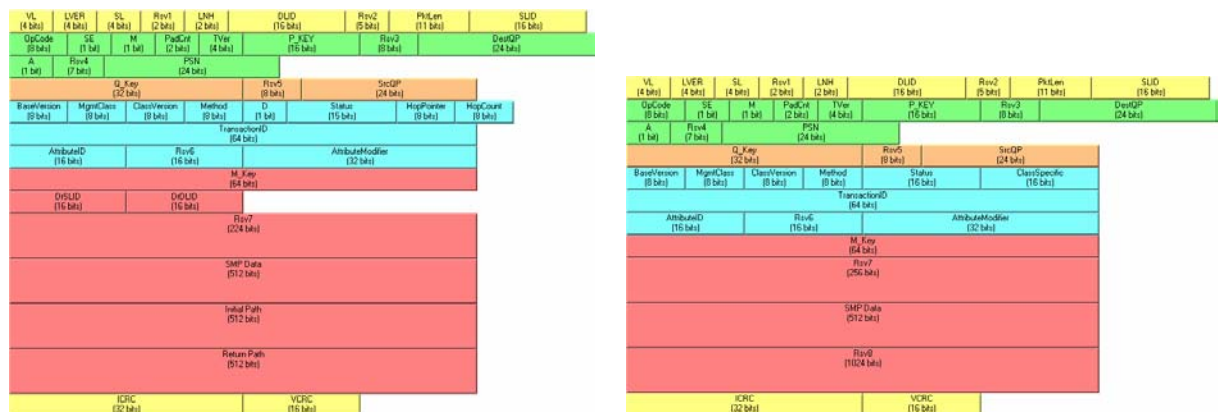 VL LVER SL Rsv1 LNH DLID Rsv2 PktLen SLID
(4 bits) (4 bits) (4 bits) (2 bits) (2 bits) (16 bits) (5 bits) (11 bits) (16 bits)
OpCode SE M PadCnt TVer P_KEY Rsv3 DestQP
(8 bits) (1 bit) (1 bit) (2 bits) (4 bits) (16 bits) (8 bits) (24 bits)
A Rsv4 PSN
(1 bit) (7 bits) (24 bits)
Q_Key Rsv5 SrcQP
(32 bits) (8 bits) (24 bits)
BaseVersion MgmtClass ClassVersion Method D Status HopPointer HopCount
(8 bits) (8 bits) (8 bits) (8 bits) (1 bit) (15 bits) (8 bits) (8 bits)
TransactionID
(64 bits)
AttributeID Rsv6 AttributeModifier
(16 bits) (16 bits) (32 bits)
M_Key
(64 bits)
DrSLID DrDLID
(16 bits) (16 bits)
Rsv7
(224 bits)
SMP Data
(512 bits)
Initial Path
(512 bits)
Return Path
(512 bits)
ICRC VCRC
(32 bits) (16 bits)
VL LVER SL Rsv1 LNH DLID Rsv2 PktLen SLID
(4 bits) (4 bits) (4 bits) (2 bits) (2 bits) (16 bits) (5 bits) (11 bits) (16 bits)
OpCode SE M PadCnt TVer P_KEY Rsv3 DestQP
(8 bits) (1 bit) (1 bit) (2 bits) (4 bits) (16 bits) (8 bits) (24 bits)
A Rsv4 PSN
(1 bit) (7 bits) (24 bits)
Q_Key Rsv5 SrcQP
(32 bits) (8 bits) (24 bits)
BaseVersion MgmtClass ClassVersion Method Status ClassSpecific
(8 bits) (8 bits) (8 bits) (8 bits) (16 bits) (16 bits)
TransactionID
(64 bits)
AttributeID Rsv6 AttributeModifier
(16 bits) (16 bits) (32 bits)
M_Key
(64 bits)
Rsv7
(256 bits)
SMP Data
(512 bits)
Rsv8
(1024 bits)
ICRC VCRC
(32 bits) (16 bits)